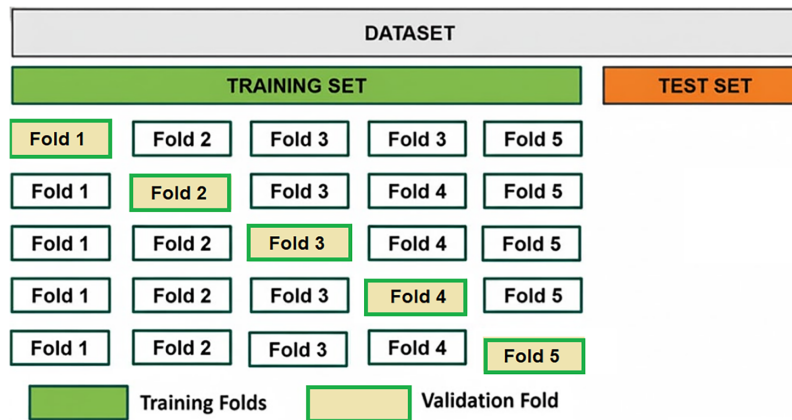 DATASET
TRAINING SET TEST SET
Fold 1 Fold 2 Fold 3 Fold 3 Fold 5
Fold 1 Fold 2 Fold 3 Fold 4 Fold 5
Fold 1 Fold 2 Fold 3 Fold 4 Fold 5
Fold 1 Fold 2 Fold 3 Fold 4 Fold 5
Fold 1 Fold 2 Fold 3 Fold 4 Fold 5
Training Folds Validation Fold